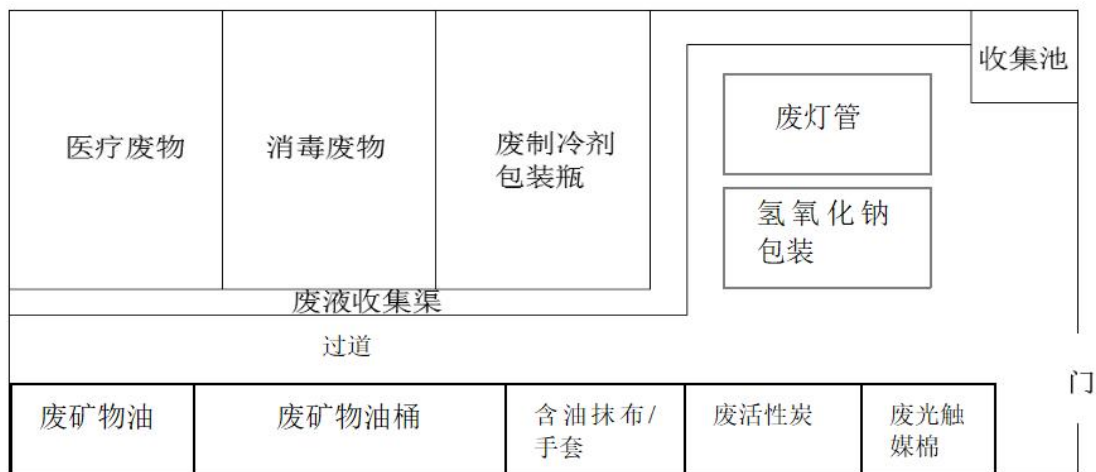 收集池
废灯管
医疗废物
消毒废物
废制冷剂
包装瓶
氢氧化钠
包装
废液收集渠
过道
门
废矿物油
废矿物油桶
含油抹布/
手套
废活性炭
废光触
媒棉